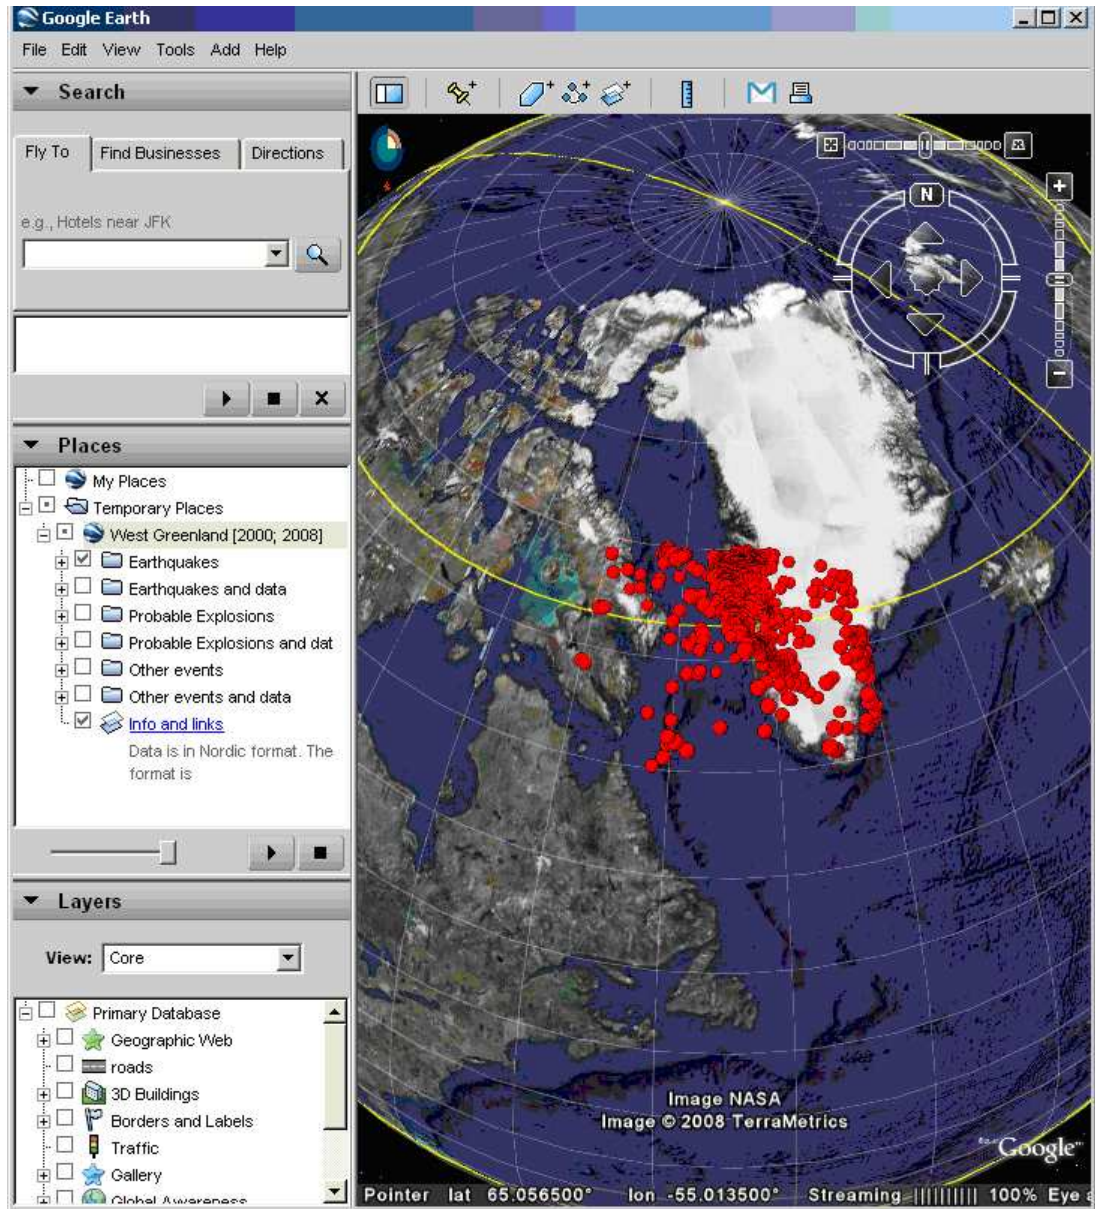 Google Earth
File Edit View Tools Add Help
Search
Fly To Find Businesses Directions
e.g., Hotels near JFK
Places
My Places
Temporary Places
West Greenland [2000; 2008]
Earthquakes
Earthquakes and data
Probable Explosions
Probable Explosions and dat
Other events
Other events and data
Info and links
Data is in Nordic format. The
format is
Layers
View: Core
Primary Database
Geographic Web
roads
3D Buildings
Borders and Labels
Traffic
Gallery
Global Awareness
N
Image NASA
Image © 2008 TerraMetrics
Google™
Pointer lat 65.056500° lon -55.013500° Streaming |||||||||| 100% Eye a